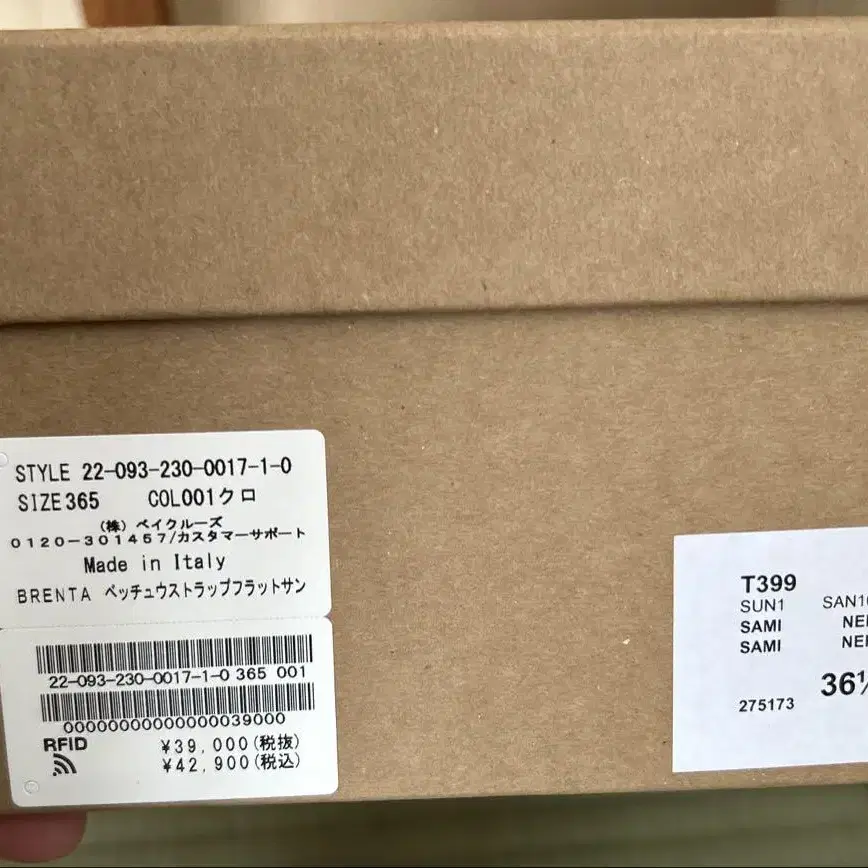 STYLE 22-093-230-0017-1-0
SIZE365 COL001クロ
(株) ベイクルーズ
0120-301457/カスタマーサポート
Made in Italy
BRENTA ベッチュウストラップフラットサン
22-093-230-0017-1-0 365 001
00000000000000039000
RFID
¥39,000(税抜)
¥42,900(税込)
T399
SUN1
SAMI
SAMI
275173
36½